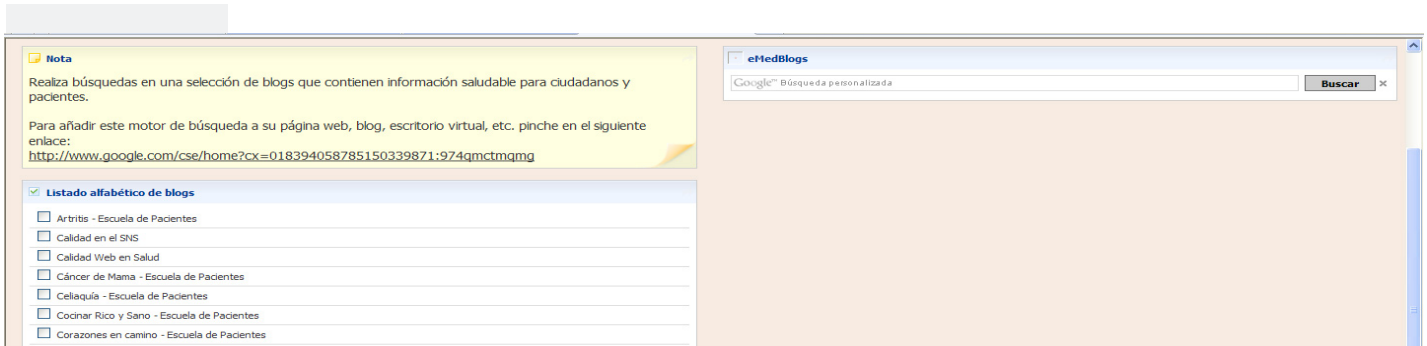 Nota
Realiza búsquedas en una selección de blogs que contienen información saludable para ciudadanos y
pacientes.
Para añadir este motor de búsqueda a su página web, blog, escritorio virtual, etc. pinche en el siguiente
enlace:
http://www.google.com/cse/home?cx=018394058785150339871:974qmctmqmg
Listado alfabético de blogs
Artritis - Escuela de Pacientes
Calidad en el SNS
Calidad Web en Salud
Cáncer de Mama - Escuela de Pacientes
Celiaquía - Escuela de Pacientes
Cocinar Rico y Sano - Escuela de Pacientes
Corazones en camino - Escuela de Pacientes
eMedBlogs
Google™ Búsqueda personalizada
Buscar